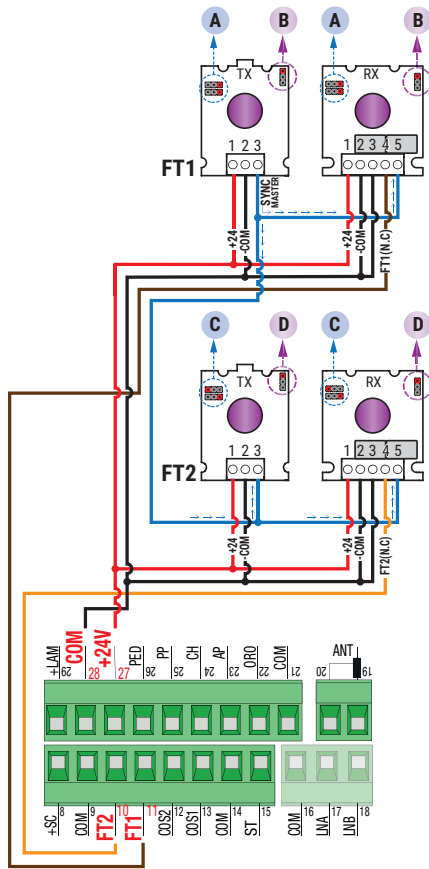 A B A B
TX RX
1 2 3 1 2 3 4 5
FT1
SYNC
MASTER
+24 -COM +24 -COM FT1(N.C)
C D C D
TX RX
1 2 3 1 2 3 4 5
FT2
+24 -COM +24 -COM FT2(N.C)
+LAM COM +24V PED PP CH AP ORO COM ANT
29 28 27 26 25 24 23 22 21 20 19
8 9 10 11 12 13 14 15 16 17 18
+SC COM FT2 FT1 COS2 COS1 COM ST COM LNA LNB